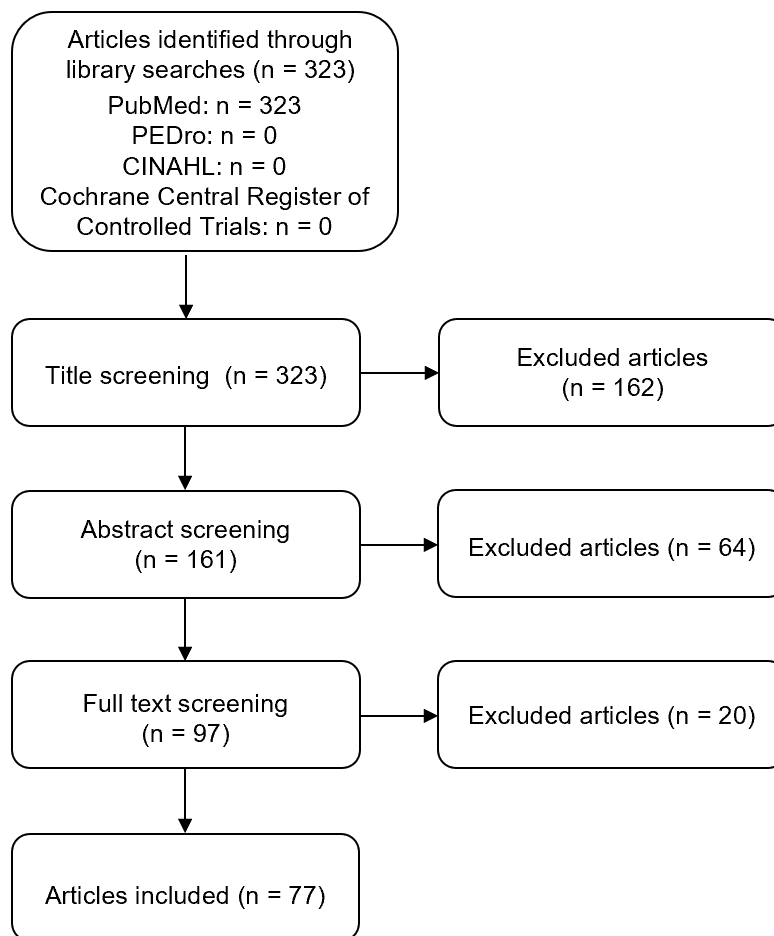 Articles identified through
library searches (n = 323)
PubMed: n = 323
PEDro: n = 0
CINAHL: n = 0
Cochrane Central Register of
Controlled Trials: n = 0
Title screening  (n = 323)
Excluded articles
(n = 162)
Abstract screening
(n = 161)
Excluded articles (n = 64)
Full text screening
(n = 97)
Excluded articles (n = 20)
Articles included (n = 77)